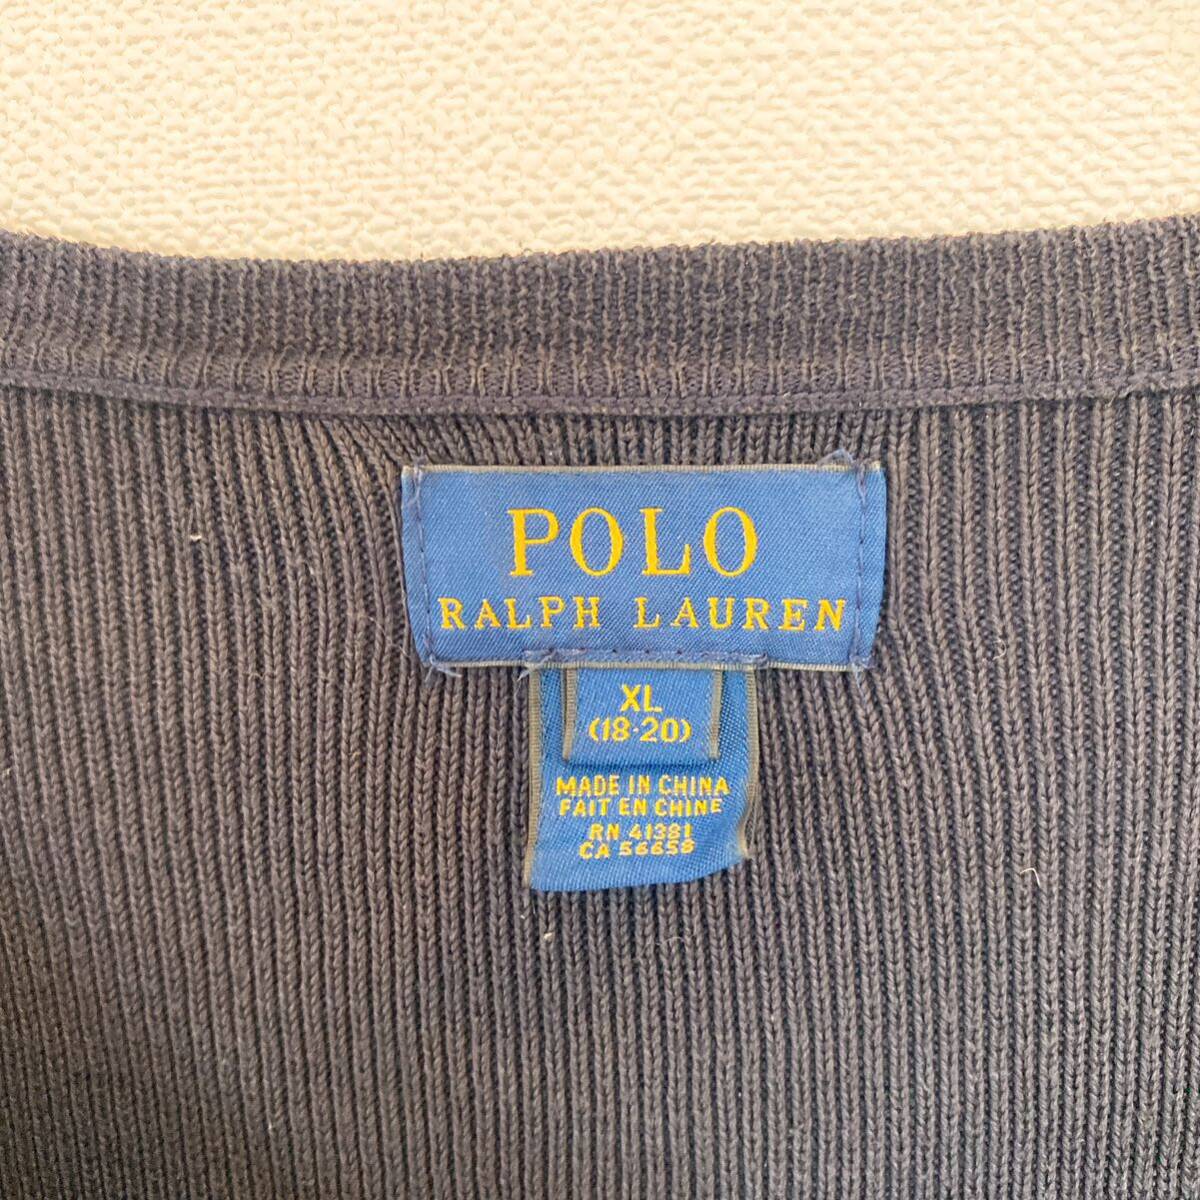 POLO
RALPH LAUREN
XL
(18-20)
MADE IN CHINA
FAIT EN CHINE
RN 41381
CA 56658